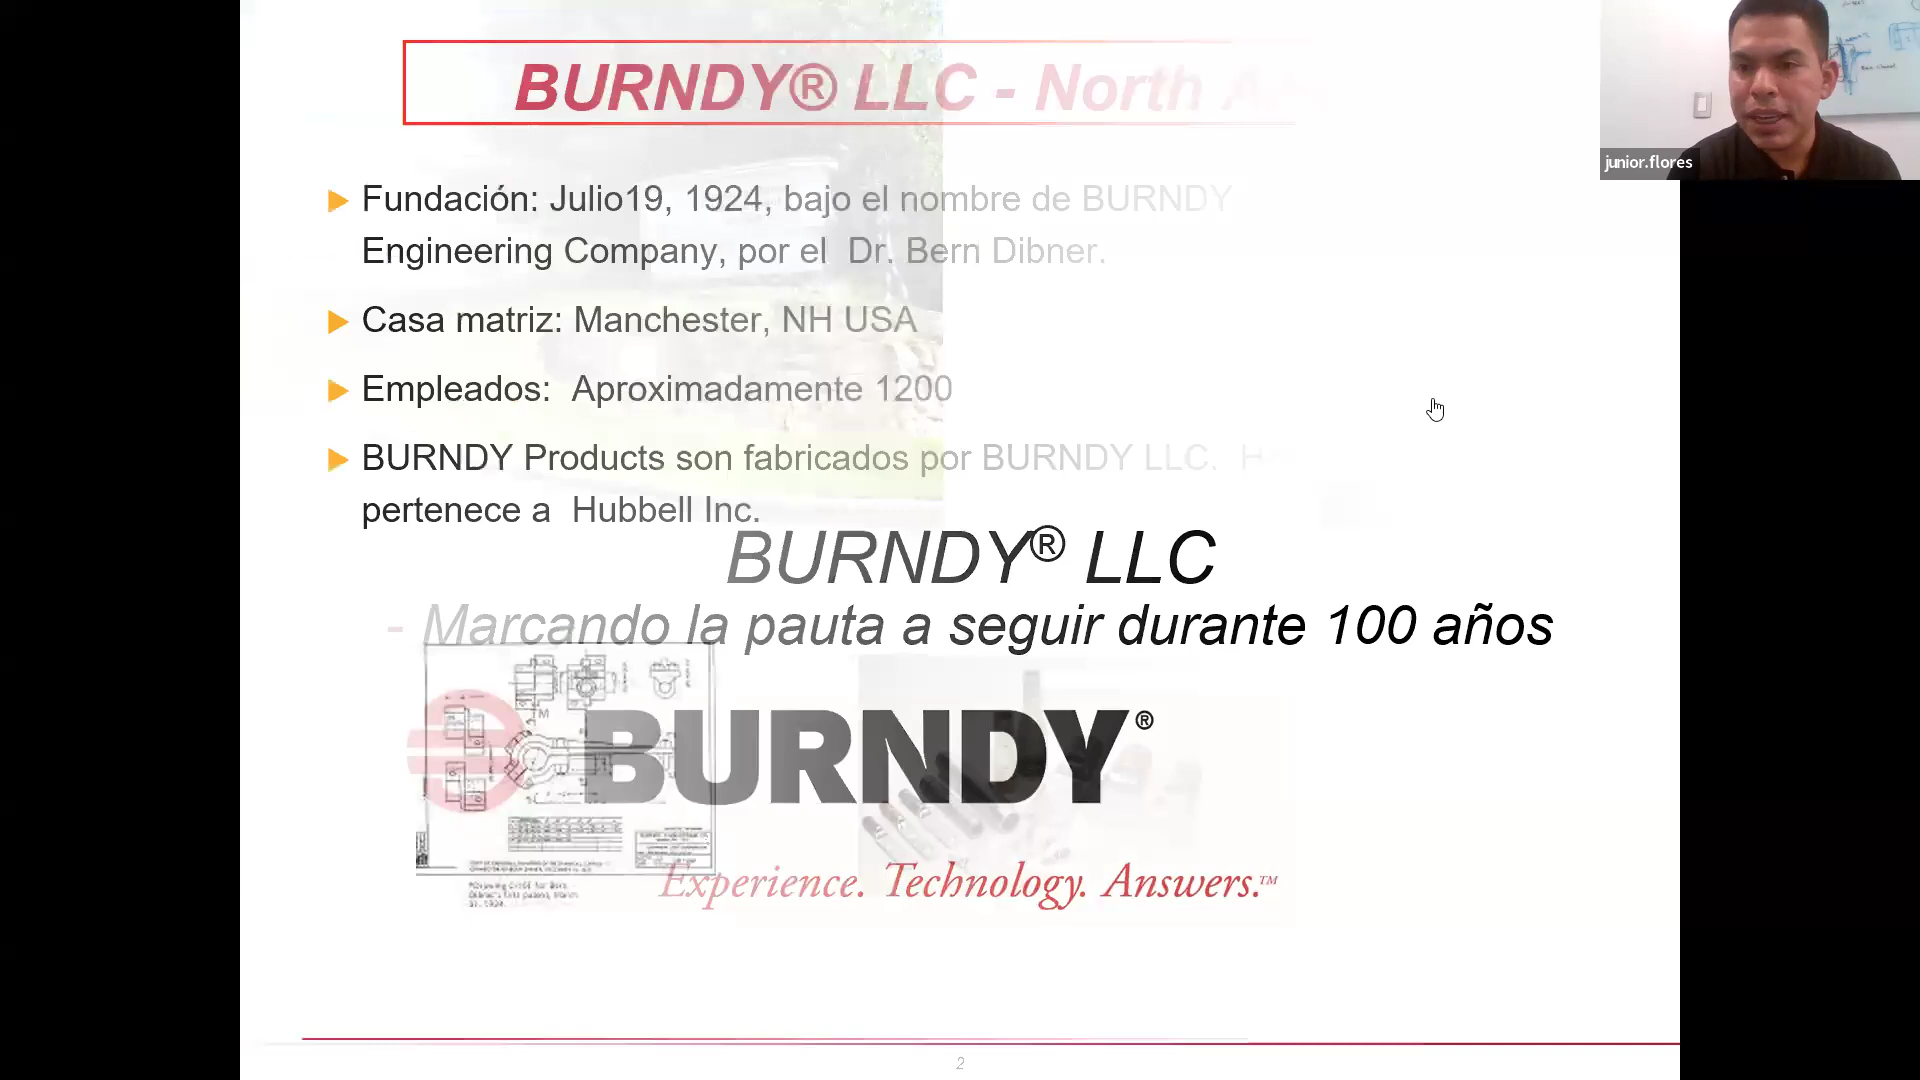 BURNDY® LLC - North A
junior.flores
Fundación: Julio19, 1924, bajo el nombre de BURNDY
Engineering Company, por el Dr. Bern Dibner.
Casa matriz: Manchester, NH USA
Empleados: Aproximadamente 1200
BURNDY Products son fabricados por BURNDY LLC.
pertenece a Hubbell Inc.
BURNDY® LLC
- Marcando la pauta a seguir durante 100 años
BURNDY®
Experience. Technology. Answers.™
2